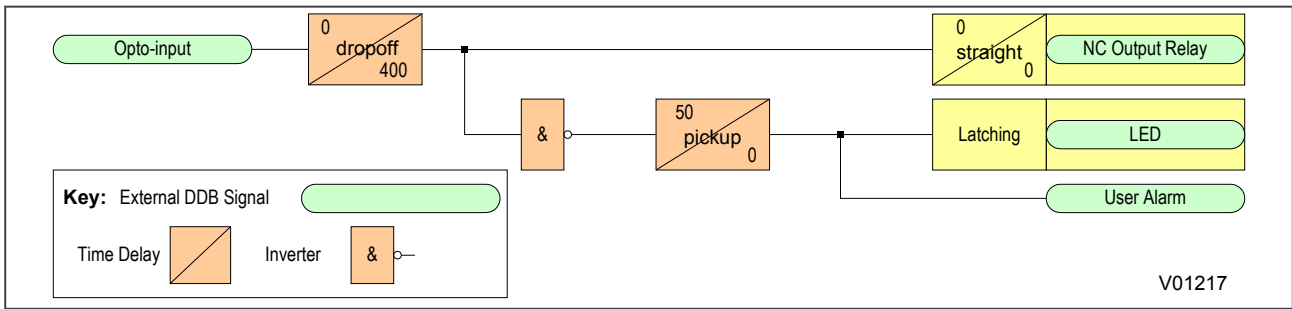 0
Opto-input
dropoff
400
0
straight
0
NC Output Relay
&
50
pickup
0
Latching
LED
Key: External DDB Signal
User Alarm
Time Delay
Inverter
&
V01217